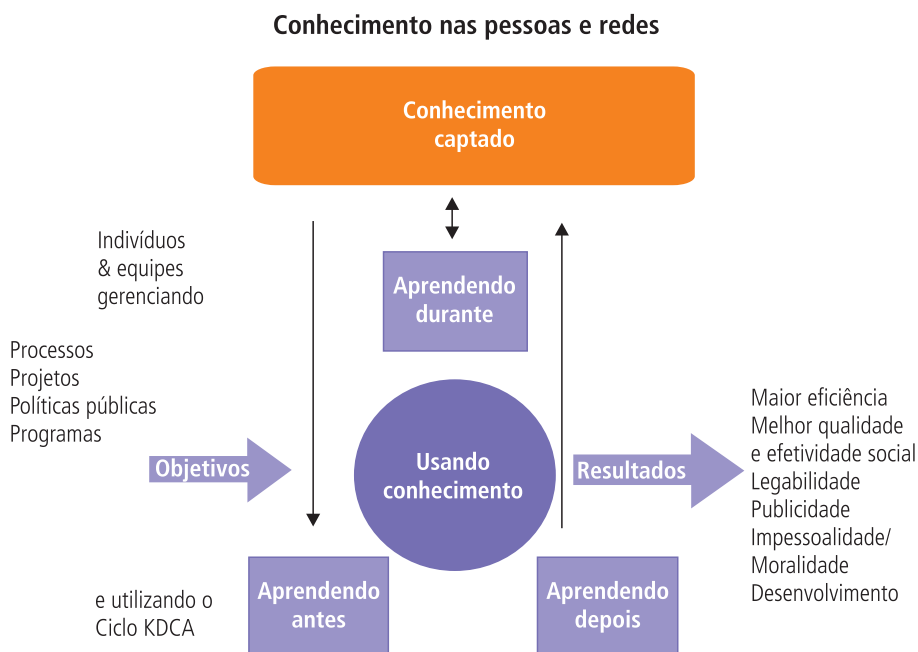 Conhecimento nas pessoas e redes
Conhecimento
captado
Indivíduos
& equipes
gerenciando
Aprendendo
durante
Processos
Projetos
Políticas públicas
Programas
Objetivos
Usando
conhecimento
Resultados
Maior eficiência
Melhor qualidade
e efetividade social
Legabilidade
Publicidade
Impessoalidade/
Moralidade
Desenvolvimento
e utilizando o
Ciclo KDCA
Aprendendo
antes
Aprendendo
depois